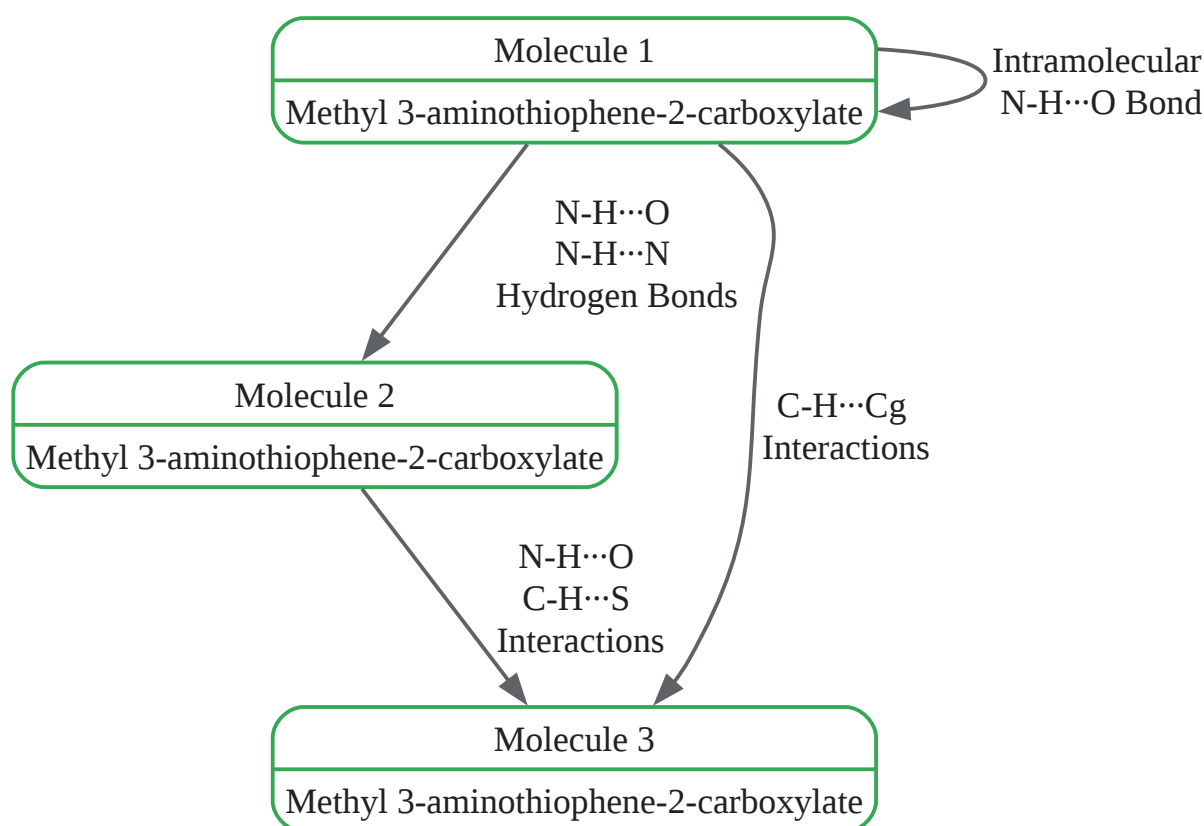 Molecule 1
Methyl 3-aminothiophene-2-carboxylate
Intramolecular
N-H···O Bond
N-H···O
N-H···N
Hydrogen Bonds
Molecule 2
Methyl 3-aminothiophene-2-carboxylate
C-H···Cg
Interactions
N-H···O
C-H···S
Interactions
Molecule 3
Methyl 3-aminothiophene-2-carboxylate